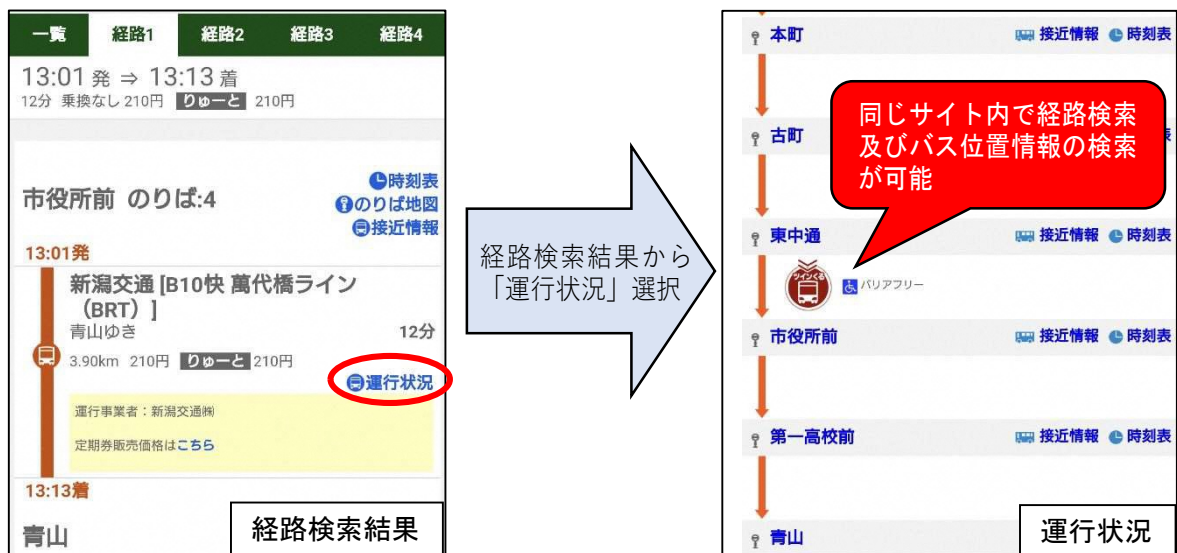 一覧 経路1 経路2 経路3 経路4
13:01 発 ⇒ 13:13 着
12分 乗換なし 210円 りゅーと 210円
市役所前 のりば:4
時刻表
のりば地図
接近情報
13:01発
新潟交通 [B10快 萬代橋ライン
（BRT）]
青山ゆき 12分
3.90km 210円 りゅーと 210円
運行状況
運行事業者：新潟交通㈱
定期券販売価格はこちら
13:13着
青山
経路検索結果
経路検索結果から
「運行状況」選択
本町 接近情報 時刻表
同じサイト内で経路検索
及びバス位置情報の検索
が可能
古町
東中通 接近情報 時刻表
ツインくる
バリアフリー
市役所前 接近情報 時刻表
第一高校前 接近情報 時刻表
青山
運行状況